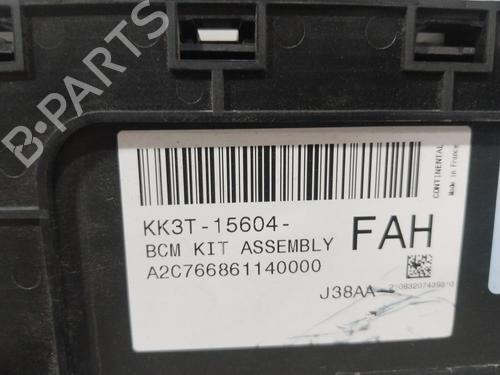 B-PARTS
KK3T-15604-
FAH
BCM KIT ASSEMBLY
A2C766861140000
J38AA
CONTINENTAL
Made in France